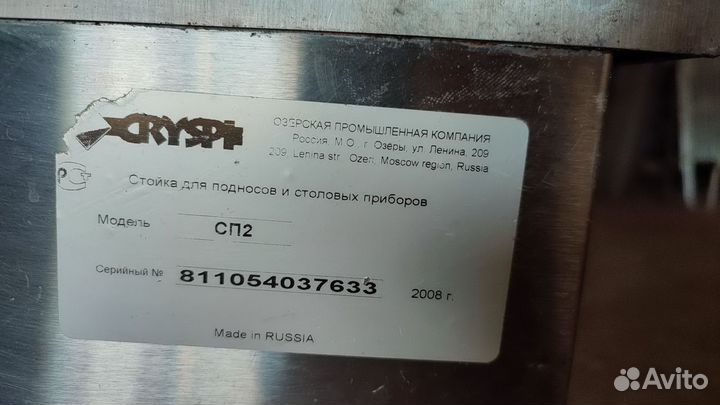 CRYSPI
ОЗЁРСКАЯ ПРОМЫШЛЕННАЯ КОМПАНИЯ
Россия, М.О., г. Озеры, ул. Ленина, 209
209, Lenina str., Ozeri, Moscow region, Russia
Стойка для подносов и столовых приборов
Модель СП2
Серийный № 811054037633 2008 г.
Made in RUSSIA
Avito